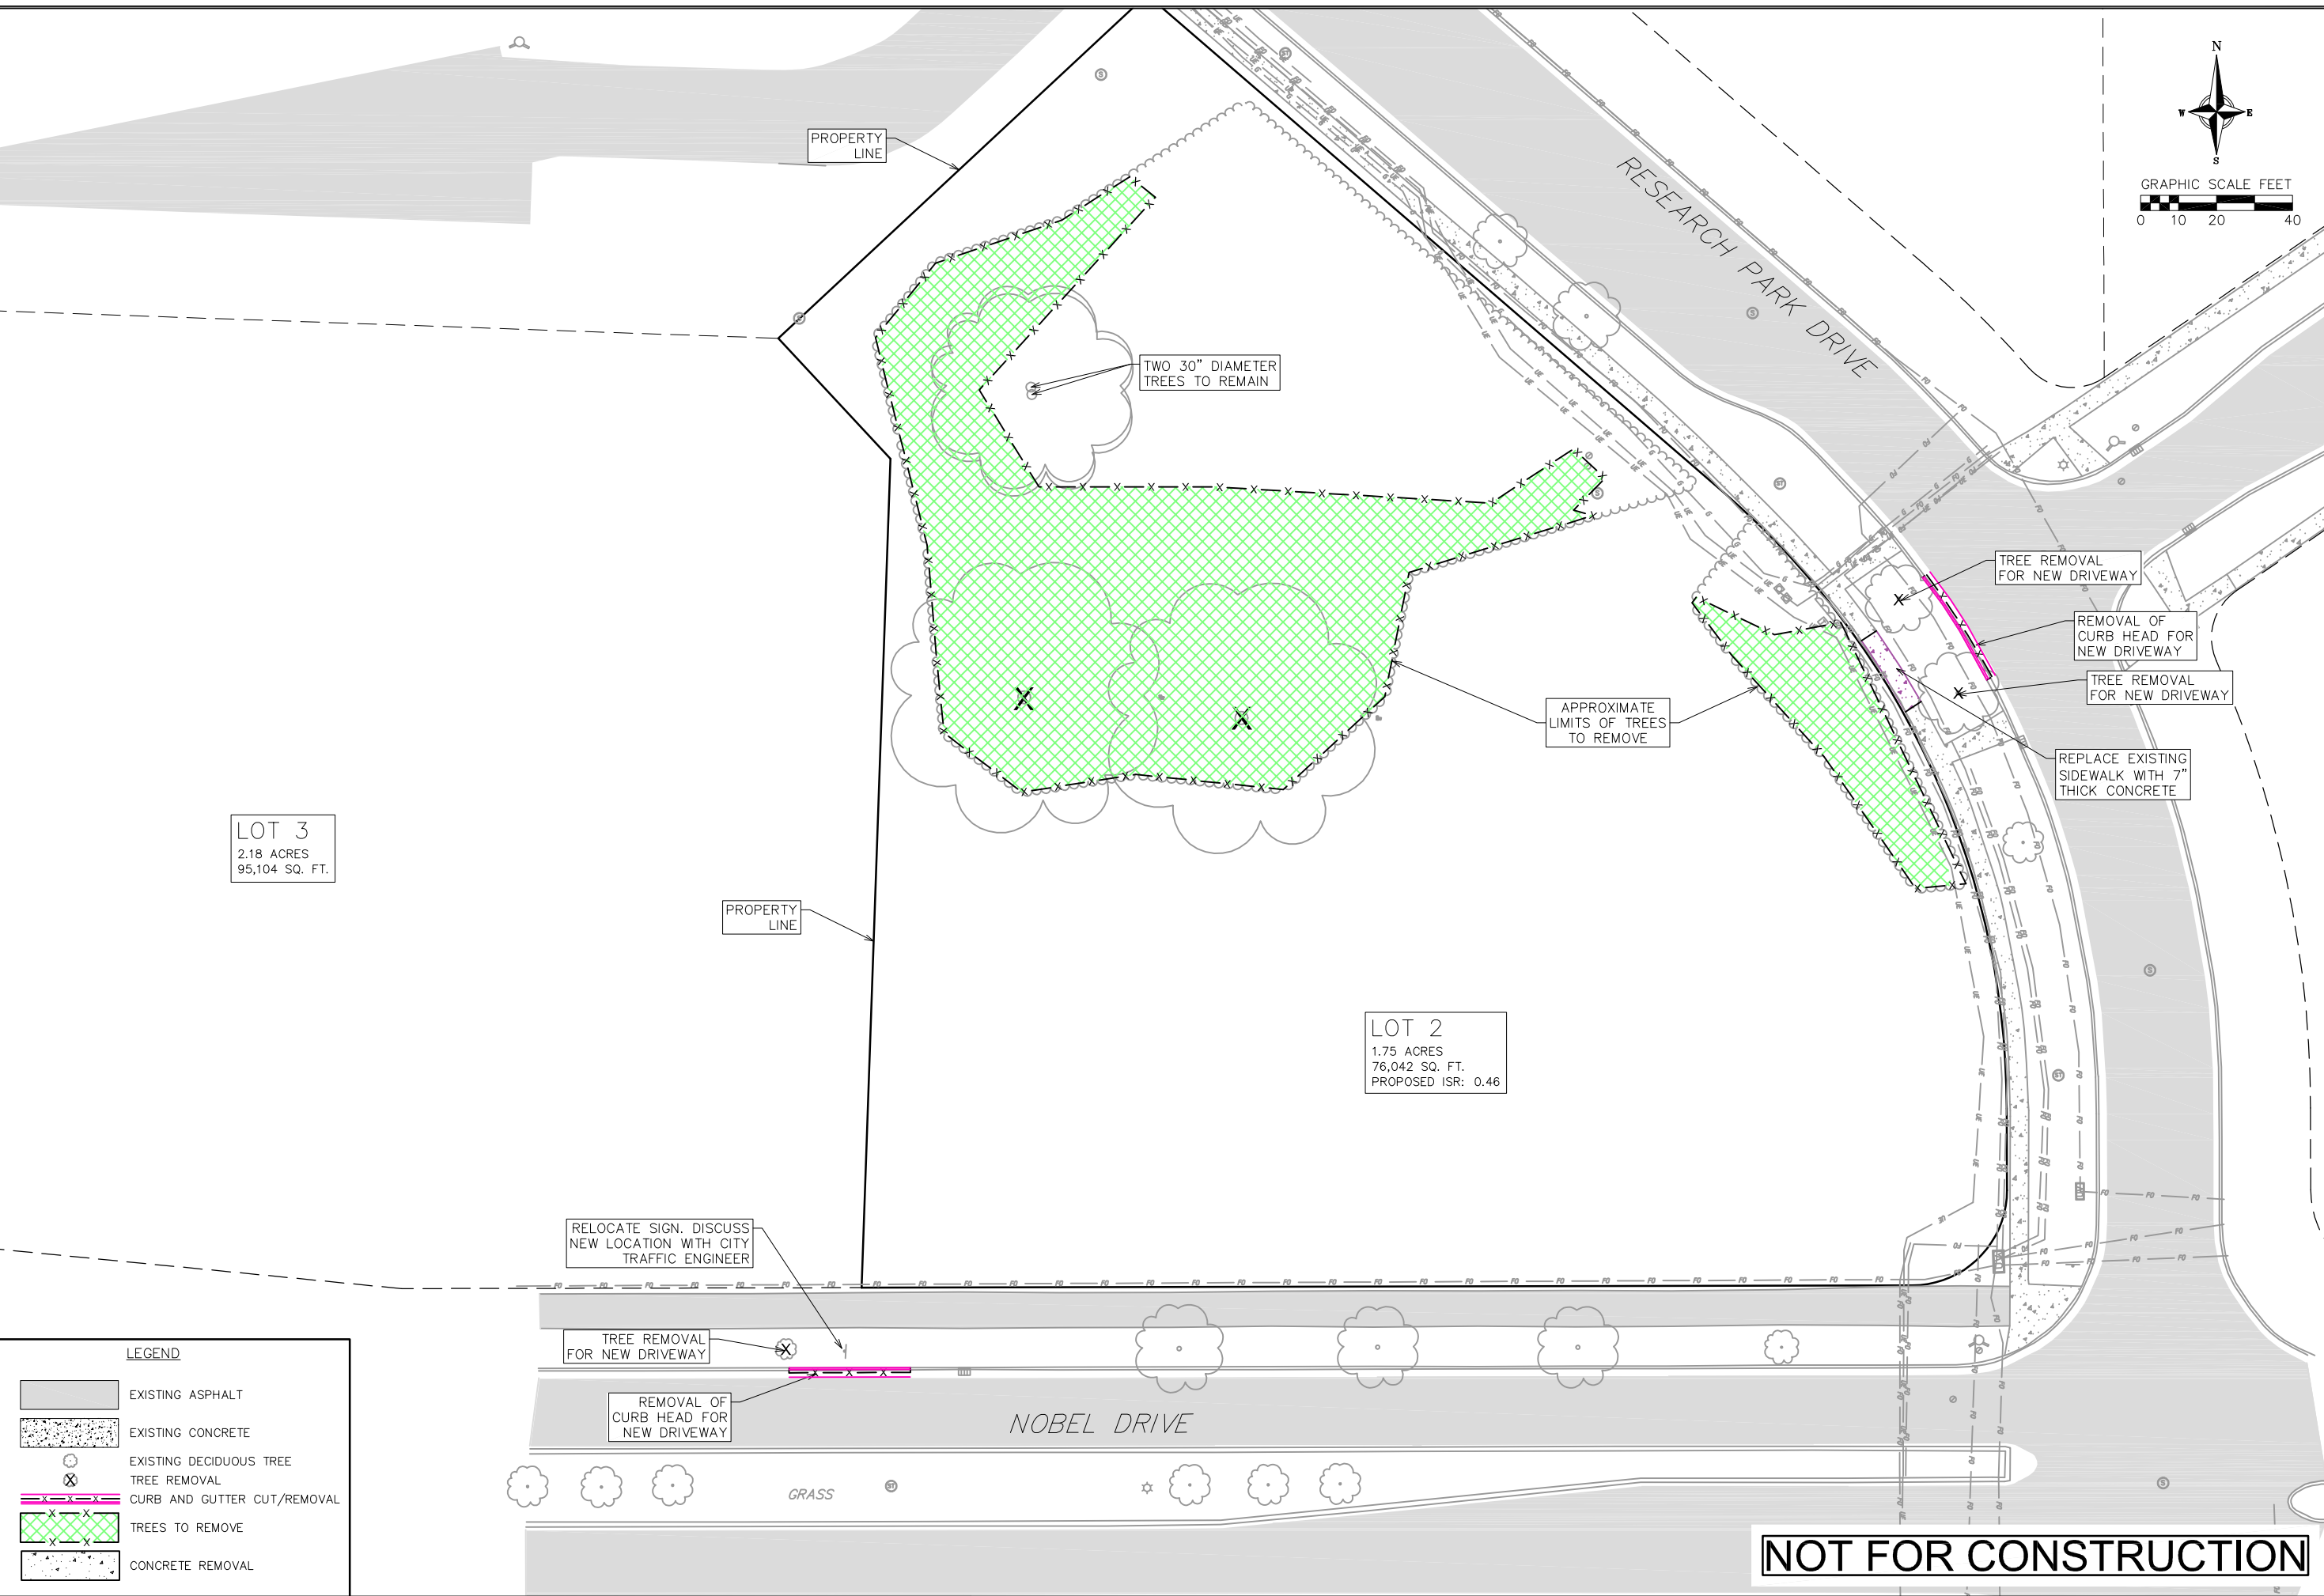 N
W
E
S
GRAPHIC SCALE FEET
0 10 20 40
PROPERTY
LINE
RESEARCH PARK DRIVE
TWO 30" DIAMETER
TREES TO REMAIN
TREE REMOVAL
FOR NEW DRIVEWAY
REMOVAL OF
CURB HEAD FOR
NEW DRIVEWAY
TREE REMOVAL
FOR NEW DRIVEWAY
APPROXIMATE
LIMITS OF TREES
TO REMOVE
REPLACE EXISTING
SIDEWALK WITH 7"
THICK CONCRETE
LOT 3
2.18 ACRES
95,104 SQ. FT.
PROPERTY
LINE
LOT 2
1.75 ACRES
76,042 SQ. FT.
PROPOSED ISR: 0.46
RELOCATE SIGN. DISCUSS
NEW LOCATION WITH CITY
TRAFFIC ENGINEER
TREE REMOVAL
FOR NEW DRIVEWAY
REMOVAL OF
CURB HEAD FOR
NEW DRIVEWAY
NOBEL DRIVE
GRASS
LEGEND
EXISTING ASPHALT
EXISTING CONCRETE
EXISTING DECIDUOUS TREE
TREE REMOVAL
CURB AND GUTTER CUT/REMOVAL
TREES TO REMOVE
CONCRETE REMOVAL
NOT FOR CONSTRUCTION